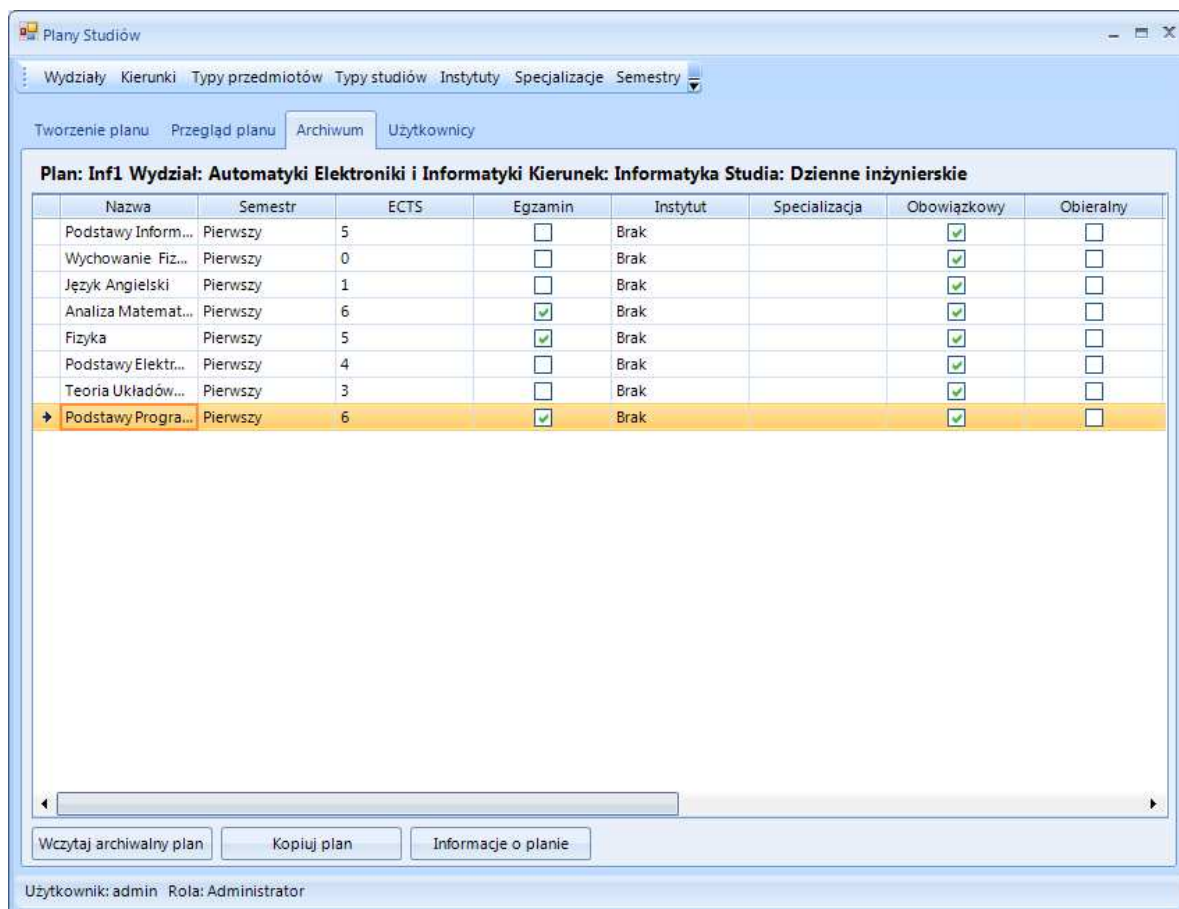 Plany Studiów
Wydziały Kierunki Typy przedmiotów Typy studiów Instytuty Specjalizacje Semestry
Tworzenie planu Przegląd planu Archiwum Użytkownicy
Plan: Inf1 Wydział: Automatyki Elektroniki i Informatyki Kierunek: Informatyka Studia: Dzienne inżynierskie
Nazwa Semestr ECTS Egzamin Instytut Specializacja Obowiązkowy Obieralny
Podstawy Inform... Pierwszy 5 Brak
Wychowanie Fiz... Pierwszy 0 Brak
Język Angielski Pierwszy 1 Brak
Analiza Matemat... Pierwszy 6 Brak
Fizyka Pierwszy 5 Brak
Podstawy Elektr... Pierwszy 4 Brak
Teoria Układów... Pierwszy 3 Brak
Podstawy Progra... Pierwszy 6 Brak
Wczytaj archiwalny plan Kopiuj plan Informacje o planie
Użytkownik: admin Rola: Administrator